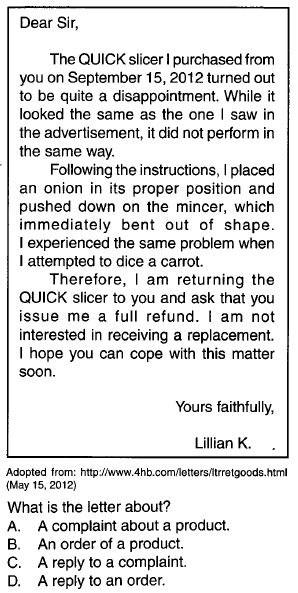 Dear Sir,
The QUICK slicer I purchased from
you on September 15, 2012 turned out
to be quite a disappointment. While it
looked the same as the one I saw in
the advertisement, it did not perform in
the same way.
Following the instructions, I placed
an onion in its proper position and
pushed down on the mincer, which
immediately bent out of shape.
I experienced the same problem when
I attempted to dice a carrot.
Therefore, I am returning the
QUICK slicer to you and ask that you
issue me a full refund. I am not
interested in receiving a replacement.
I hope you can cope with this matter
soon.
Yours faithfully,
Lillian K.
Adopted from: http://www.4hb.com/letters/ltrretgoods.html
(May 15, 2012)
What is the letter about?
A. A complaint about a product.
B. An order of a product.
C. A reply to a complaint.
D. A reply to an order.